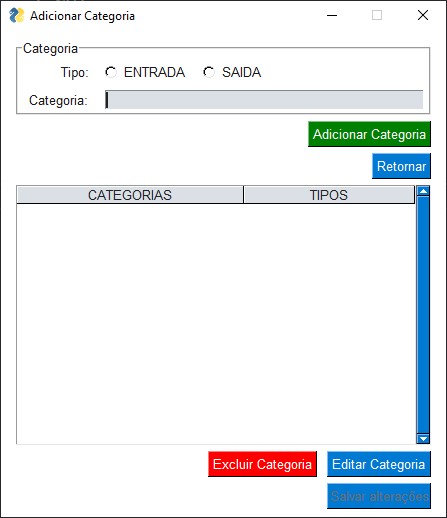 Adicionar Categoria
Categoria
Tipo: ENTRADA SAIDA
Categoria:
Adicionar Categoria
Retornar
CATEGORIAS TIPOS
Excluir Categoria Editar Categoria
Salvar alterações